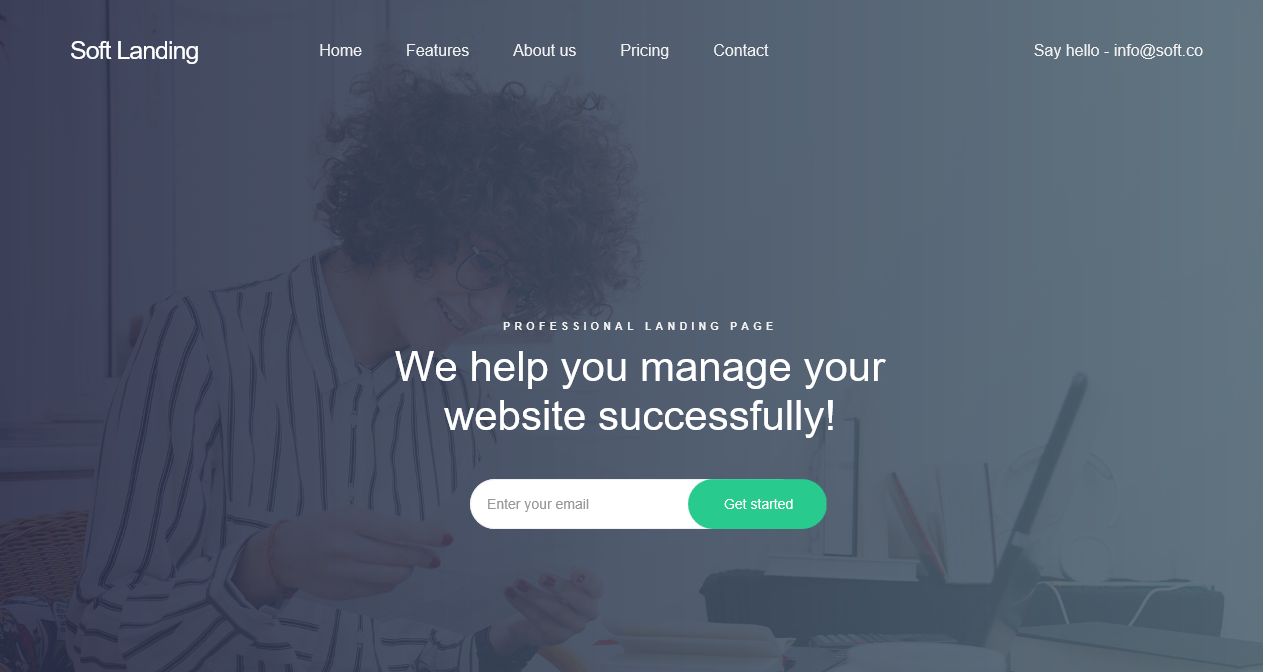 Soft Landing
Home
Features
About us
Pricing
Contact
Say hello - info@soft.co
PROFESSIONAL LANDING PAGE
We help you manage your
website successfully!
Enter your email
Get started